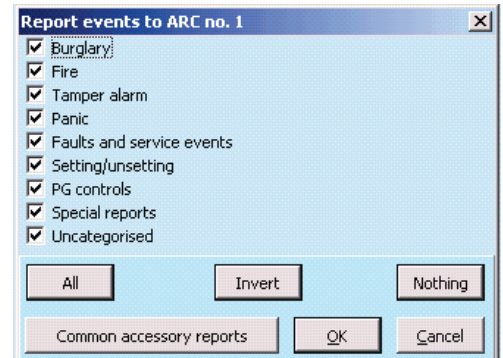 Report events to ARC no. 1
Burglary
Fire
Tamper alarm
Panic
Faults and service events
Setting/unsetting
PG controls
Special reports
Uncategorised
All Invert Nothing
Common accessory reports OK Cancel